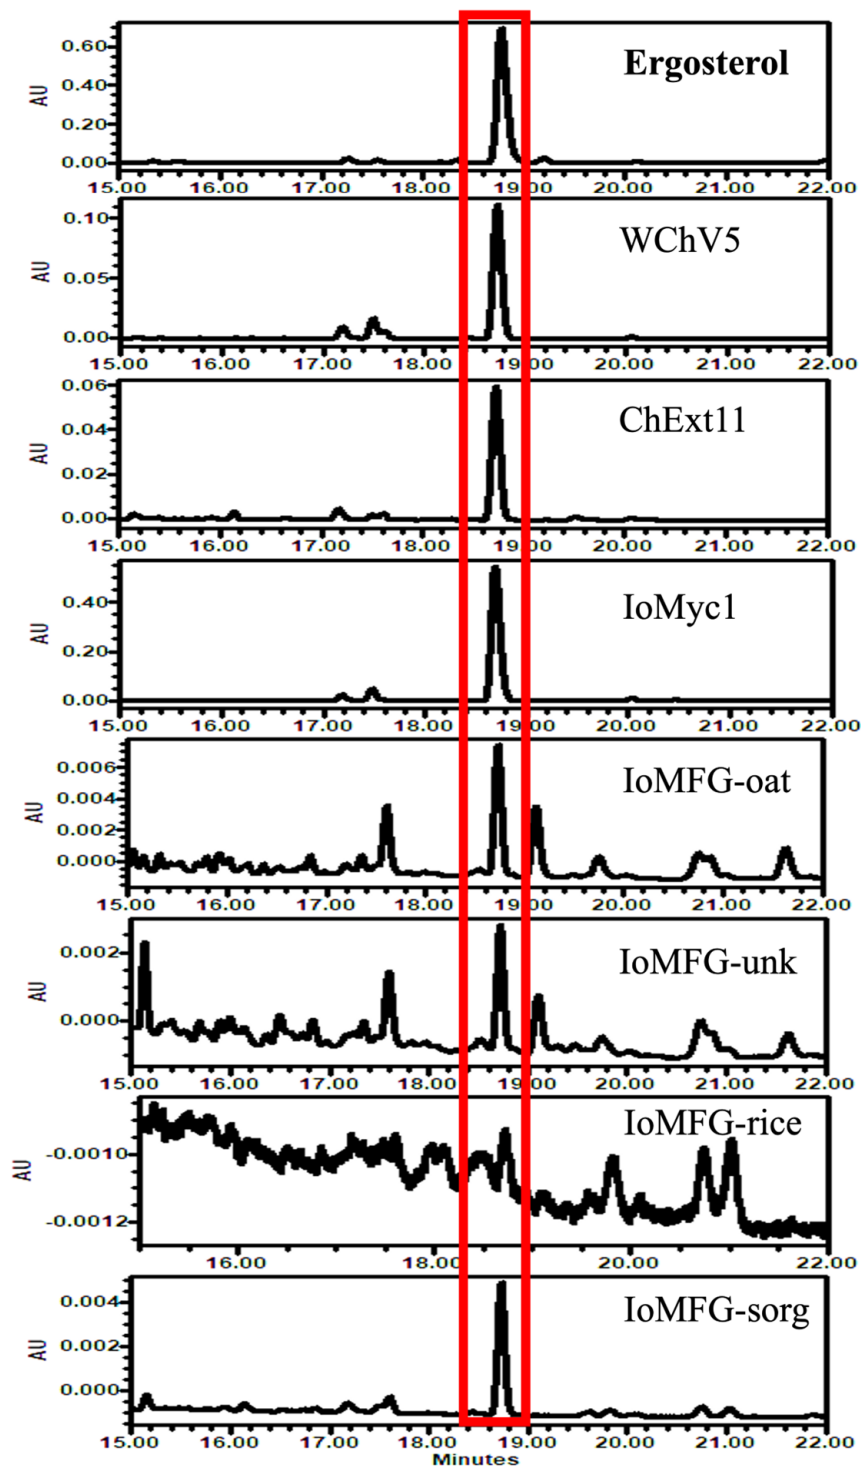 Ergosterol
0.60
0.40
0.20
0.00
AU
15.00 16.00 17.00 18.00 19.00 20.00 21.00 22.00
WChV5
0.10
0.05
0.00
AU
15.00 16.00 17.00 18.00 19.00 20.00 21.00 22.00
ChExt11
0.06
0.04
0.02
0.00
AU
15.00 16.00 17.00 18.00 19.00 20.00 21.00 22.00
IoMyc1
0.40
0.20
0.00
AU
15.00 16.00 17.00 18.00 19.00 20.00 21.00 22.00
IoMFG-oat
0.006
0.004
0.002
0.000
AU
15.00 16.00 17.00 18.00 19.00 20.00 21.00 22.00
IoMFG-unk
0.002
0.000
AU
15.00 16.00 17.00 18.00 19.00 20.00 21.00 22.00
IoMFG-rice
-0.0010
-0.0012
AU
16.00 18.00 20.00 22.00
IoMFG-sorg
0.004
0.002
0.000
AU
15.00 16.00 17.00 18.00 19.00 20.00 21.00 22.00
Minutes